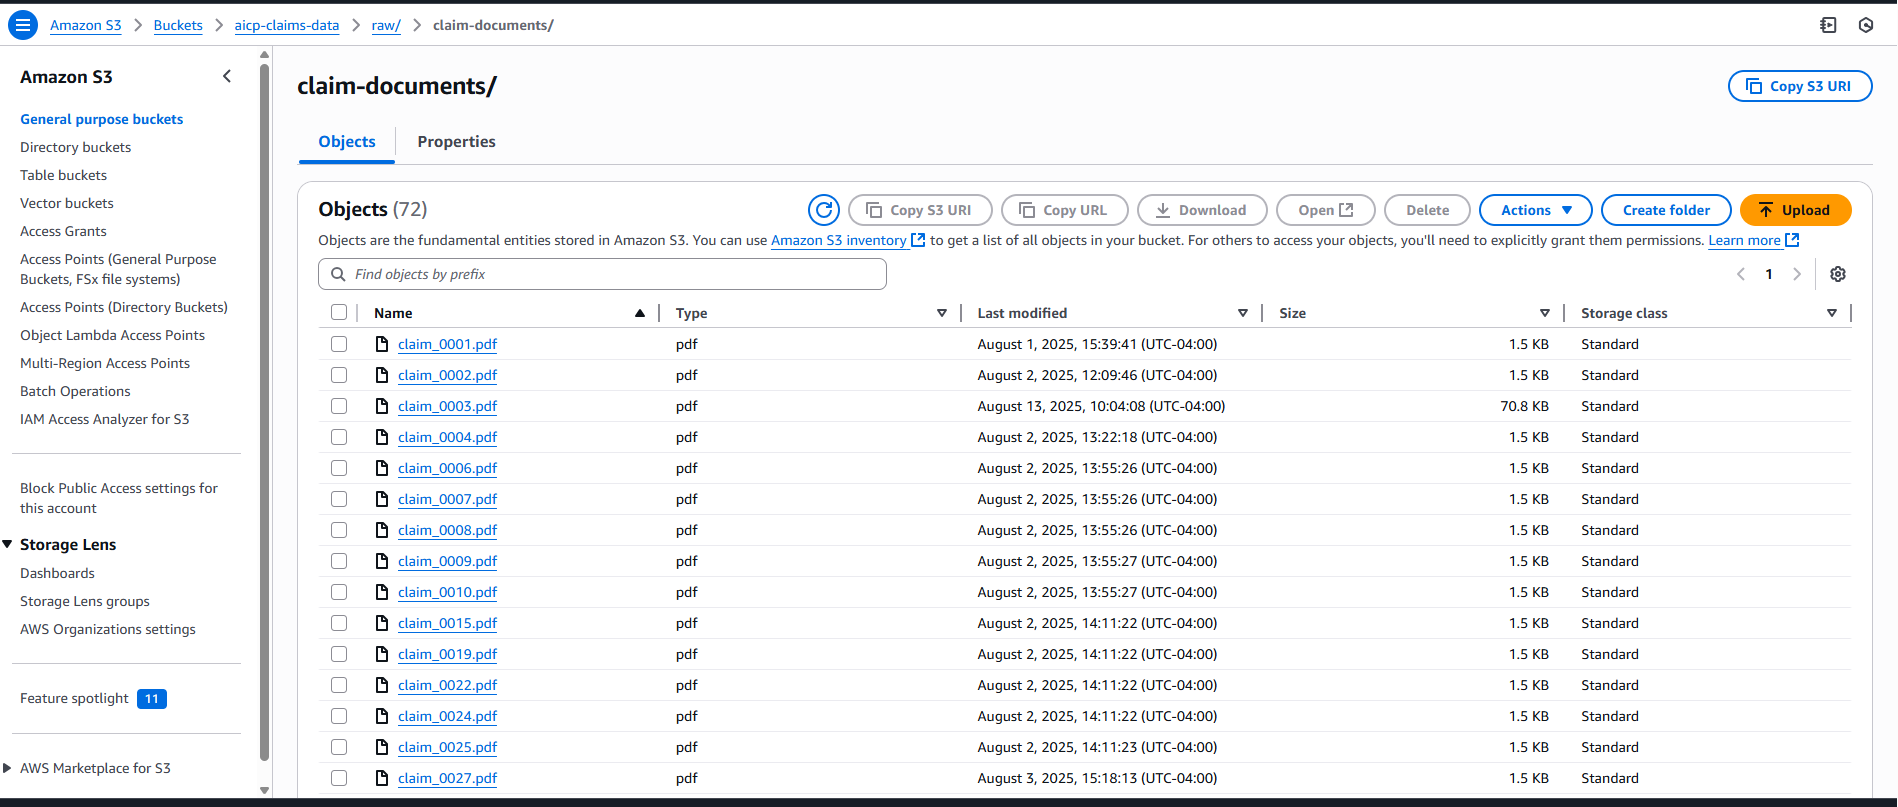 Amazon S3 > Buckets > aicp-claims-data > raw/ > claim-documents/
Amazon S3
General purpose buckets
Directory buckets
Table buckets
Vector buckets
Access Grants
Access Points (General Purpose
Buckets, FSx file systems)
Access Points (Directory Buckets)
Object Lambda Access Points
Multi-Region Access Points
Batch Operations
IAM Access Analyzer for S3
Block Public Access settings for
this account
Storage Lens
Dashboards
Storage Lens groups
AWS Organizations settings
Feature spotlight 11
AWS Marketplace for S3
claim-documents/
Copy S3 URI
Objects Properties
Objects (72)
Copy S3 URI Copy URL Download Open Delete Actions Create folder Upload
Objects are the fundamental entities stored in Amazon S3. You can use Amazon S3 inventory to get a list of all objects in your bucket. For others to access your objects, you'll need to explicitly grant them permissions. Learn more
Find objects by prefix
1
Name Type Last modified Size Storage class
claim_0001.pdf pdf August 1, 2025, 15:39:41 (UTC-04:00) 1.5 KB Standard
claim_0002.pdf pdf August 2, 2025, 12:09:46 (UTC-04:00) 1.5 KB Standard
claim_0003.pdf pdf August 13, 2025, 10:04:08 (UTC-04:00) 70.8 KB Standard
claim_0004.pdf pdf August 2, 2025, 13:22:18 (UTC-04:00) 1.5 KB Standard
claim_0006.pdf pdf August 2, 2025, 13:55:26 (UTC-04:00) 1.5 KB Standard
claim_0007.pdf pdf August 2, 2025, 13:55:26 (UTC-04:00) 1.5 KB Standard
claim_0008.pdf pdf August 2, 2025, 13:55:26 (UTC-04:00) 1.5 KB Standard
claim_0009.pdf pdf August 2, 2025, 13:55:27 (UTC-04:00) 1.5 KB Standard
claim_0010.pdf pdf August 2, 2025, 13:55:27 (UTC-04:00) 1.5 KB Standard
claim_0015.pdf pdf August 2, 2025, 14:11:22 (UTC-04:00) 1.5 KB Standard
claim_0019.pdf pdf August 2, 2025, 14:11:22 (UTC-04:00) 1.5 KB Standard
claim_0022.pdf pdf August 2, 2025, 14:11:22 (UTC-04:00) 1.5 KB Standard
claim_0024.pdf pdf August 2, 2025, 14:11:22 (UTC-04:00) 1.5 KB Standard
claim_0025.pdf pdf August 2, 2025, 14:11:23 (UTC-04:00) 1.5 KB Standard
claim_0027.pdf pdf August 3, 2025, 15:18:13 (UTC-04:00) 1.5 KB Standard